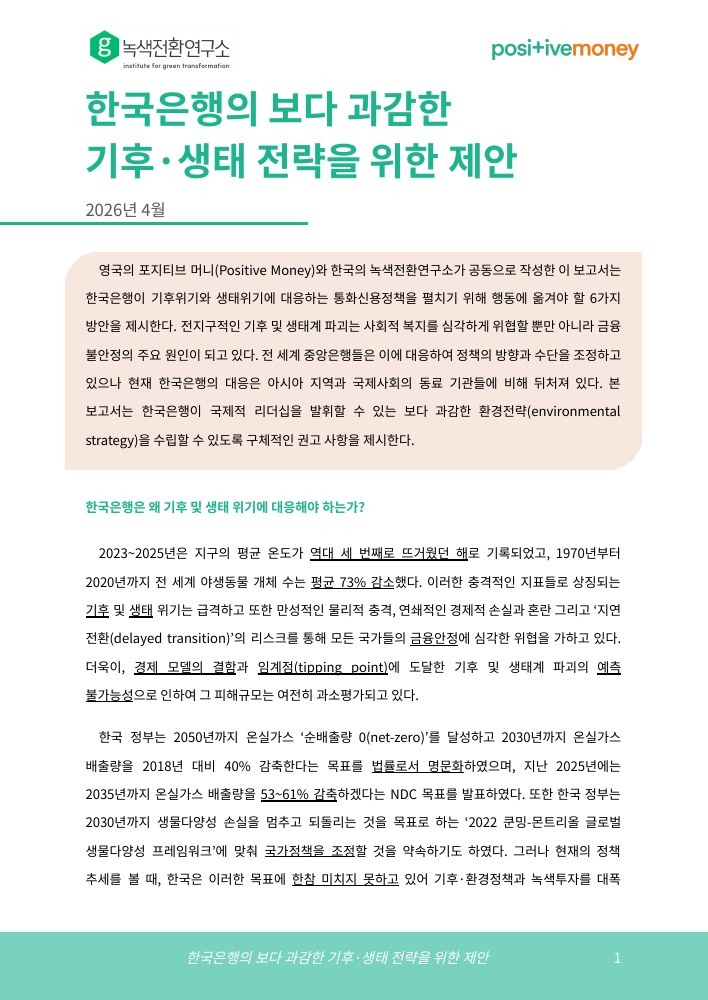 녹색전환연구소
institute for green transformation
positivemoney
한국은행의 보다 과감한
기후·생태 전략을 위한 제안
2026년 4월
영국의 포지티브 머니(Positive Money)와 한국의 녹색전환연구소가 공동으로 작성한 이 보고서는
한국은행이 기후위기와 생태위기에 대응하는 통화신용정책을 펼치기 위해 행동에 옮겨야 할 6가지
방안을 제시한다. 전지구적인 기후 및 생태계 파괴는 사회적 복지를 심각하게 위협할 뿐만 아니라 금융
불안정의 주요 원인이 되고 있다. 전 세계 중앙은행들은 이에 대응하여 정책의 방향과 수단을 조정하고
있으나 현재 한국은행의 대응은 아시아 지역과 국제사회의 동료 기관들에 비해 뒤처져 있다. 본
보고서는 한국은행이 국제적 리더십을 발휘할 수 있는 보다 과감한 환경전략(environmental
strategy)을 수립할 수 있도록 구체적인 권고 사항을 제시한다.
한국은행은 왜 기후 및 생태 위기에 대응해야 하는가?
2023~2025년은 지구의 평균 온도가 역대 세 번째로 뜨거웠던 해로 기록되었고, 1970년부터
2020년까지 전 세계 야생동물 개체 수는 평균 73% 감소했다. 이러한 충격적인 지표들로 상징되는
기후 및 생태 위기는 급격하고 또한 만성적인 물리적 충격, 연쇄적인 경제적 손실과 혼란 그리고 ‘지연
전환(delayed transition)’의 리스크를 통해 모든 국가들의 금융안정에 심각한 위협을 가하고 있다.
더욱이, 경제 모델의 결함과 임계점(tipping point)에 도달한 기후 및 생태계 파괴의 예측
불가능성으로 인하여 그 피해규모는 여전히 과소평가되고 있다.
한국 정부는 2050년까지 온실가스 ‘순배출량 0(net-zero)’를 달성하고 2030년까지 온실가스
배출량을 2018년 대비 40% 감축한다는 목표를 법률로서 명문화하였으며, 지난 2025년에는
2035년까지 온실가스 배출량을 53~61% 감축하겠다는 NDC 목표를 발표하였다. 또한 한국 정부는
2030년까지 생물다양성 손실을 멈추고 되돌리는 것을 목표로 하는 ‘2022 쿤밍-몬트리올 글로벌
생물다양성 프레임워크’에 맞춰 국가정책을 조정할 것을 약속하기도 하였다. 그러나 현재의 정책
추세를 볼 때, 한국은 이러한 목표에 한참 미치지 못하고 있어 기후·환경정책과 녹색투자를 대폭
한국은행의 보다 과감한 기후·생태 전략을 위한 제안 1